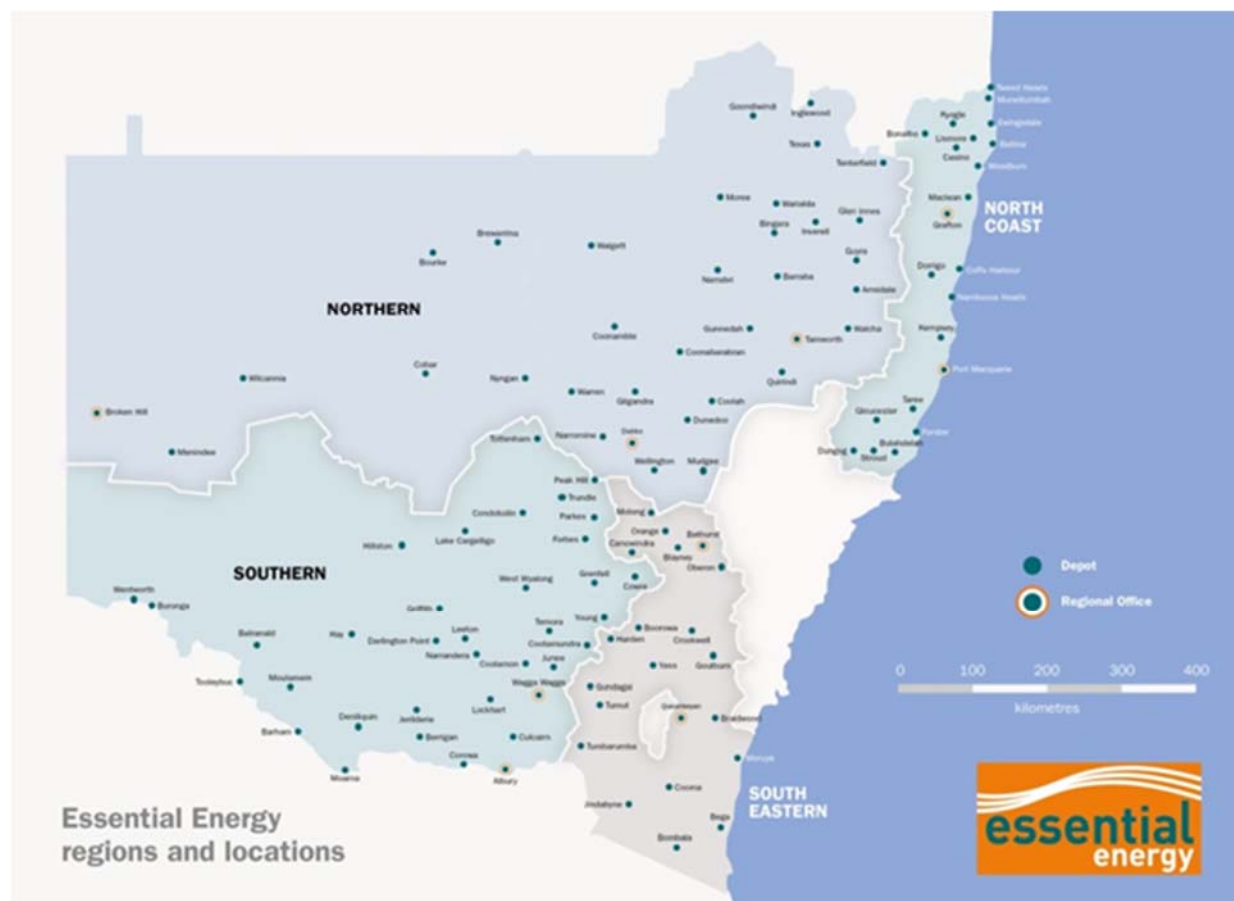 Goondiwindi
Inglewood
Texas
Tenterfield
Moree
Warialda
Bingara
Inverell
Glen Innes
Brewarrina
Bourke
Walgett
Guyra
Narrabri
Barraba
Armidale
NORTHERN
Coonamble
Gunnedah
Tamworth
Walcha
Coonabarabran
Cobar
Wilcannia
Nyngan
Quirindi
Warren
Gilgandra
Coolah
Broken Hill
Dunedoo
Menindee
Narromine
Dubbo
Wellington
Mudgee
Tweed Heads
Murwillumbah
Kyogle
Ewingsdale
Bonalbo
Lismore
Casino
Ballina
Woodburn
Maclean
Grafton
NORTH
COAST
Dorrigo
Coffs Harbour
Nambucca Heads
Kempsey
Port Macquarie
Taree
Gloucester
Forster
Bulahdelah
Dungog
Stroud
Tottenham
Peak Hill
Trundle
Condobolin
Parkes
Lake Cargelligo
Forbes
Hillston
SOUTHERN
West Wyalong
Grenfell
Wentworth
Buronga
Griffith
Young
Temora
Balranald
Hay
Darlington Point
Leeton
Cootamundra
Narrandera
Coolamon
Junee
Tooleybuc
Moulamein
Wagga Wagga
Lockhart
Deniliquin
Jerilderie
Barham
Berrigan
Culcairn
Corowa
Moama
Albury
Molong
Orange
Bathurst
Canowindra
Blayney
Oberon
Cowra
Boorowa
Harden
Crookwell
Yass
Goulburn
Gundagai
Tumut
Queanbeyan
Braidwood
Tumbarumba
Moruya
Cooma
Jindabyne
Bega
Bombala
SOUTH
EASTERN
Depot
Regional Office
0 100 200 300 400
kilometres
Essential Energy
regions and locations
essential
energy